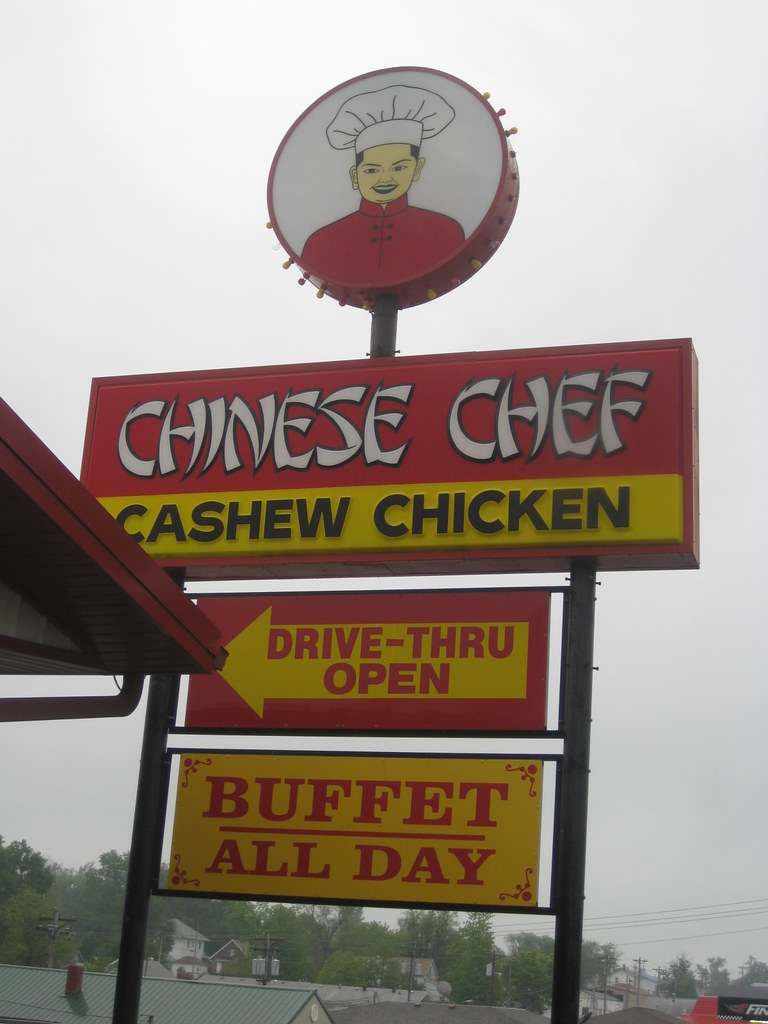 CHINESE CHEF
CASHEW CHICKEN
DRIVE-THRU
OPEN
BUFFET
ALL DAY